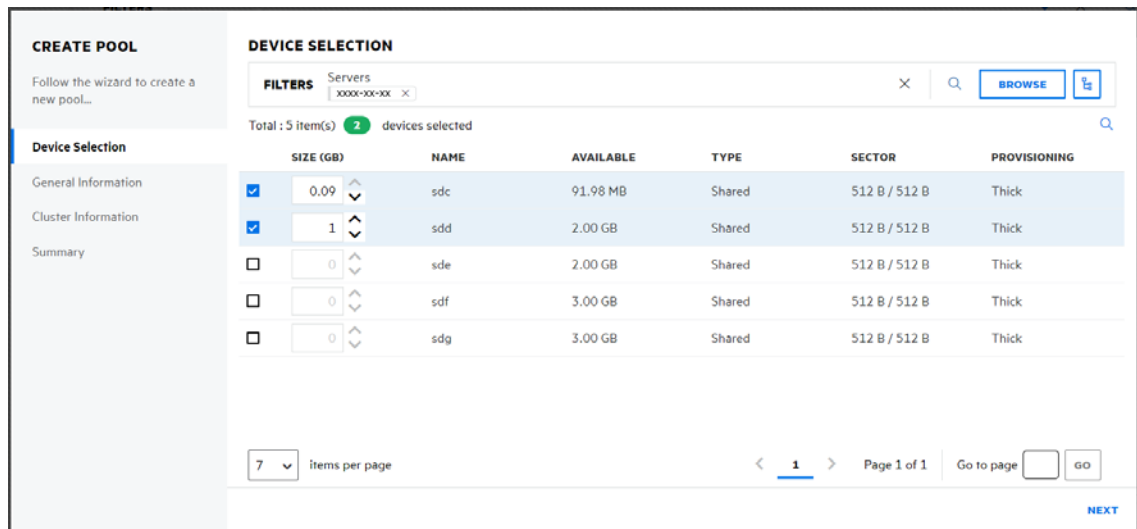 CREATE POOL
Follow the wizard to create a
new pool...
Device Selection
General Information
Cluster Information
Summary
DEVICE SELECTION
FILTERS Servers
xxxx-xx-xx ×
BROWSE
Total : 5 item(s) 2 devices selected
SIZE (GB) NAME AVAILABLE TYPE SECTOR PROVISIONING
0.09 sdc 91.98 MB Shared 512 B / 512 B Thick
1 sdd 2.00 GB Shared 512 B / 512 B Thick
0 sde 2.00 GB Shared 512 B / 512 B Thick
0 sdf 3.00 GB Shared 512 B / 512 B Thick
0 sdg 3.00 GB Shared 512 B / 512 B Thick
7 items per page
1 Page 1 of 1 Go to page GO
NEXT